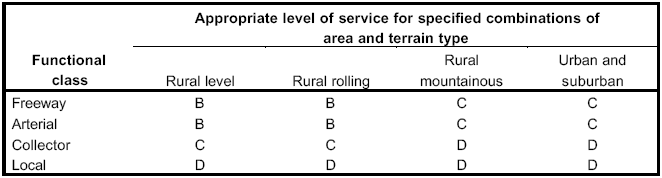 Appropriate level of service for specified combinations of
area and terrain type
Functional class Rural level Rural rolling Rural mountainous Urban and suburban
Freeway B B C C
Arterial B B C C
Collector C C D D
Local D D D D